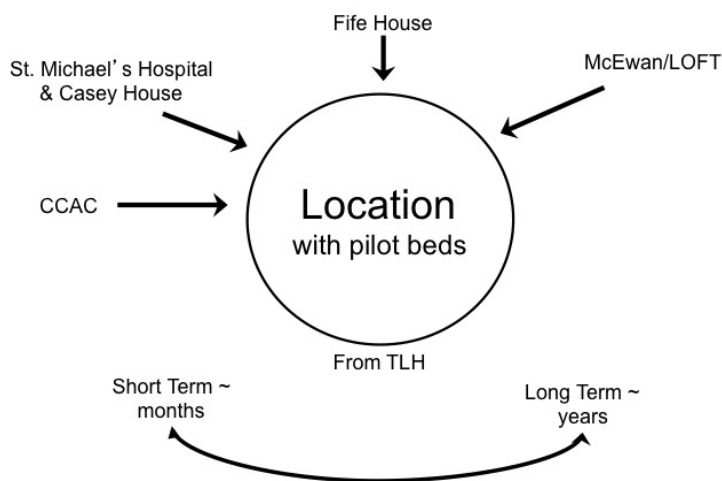 Fife House
St. Michael's Hospital
& Casey House
McEwan/LOFT
CCAC
Location
with pilot beds
From TLH
Short Term ~
months
Long Term ~
years